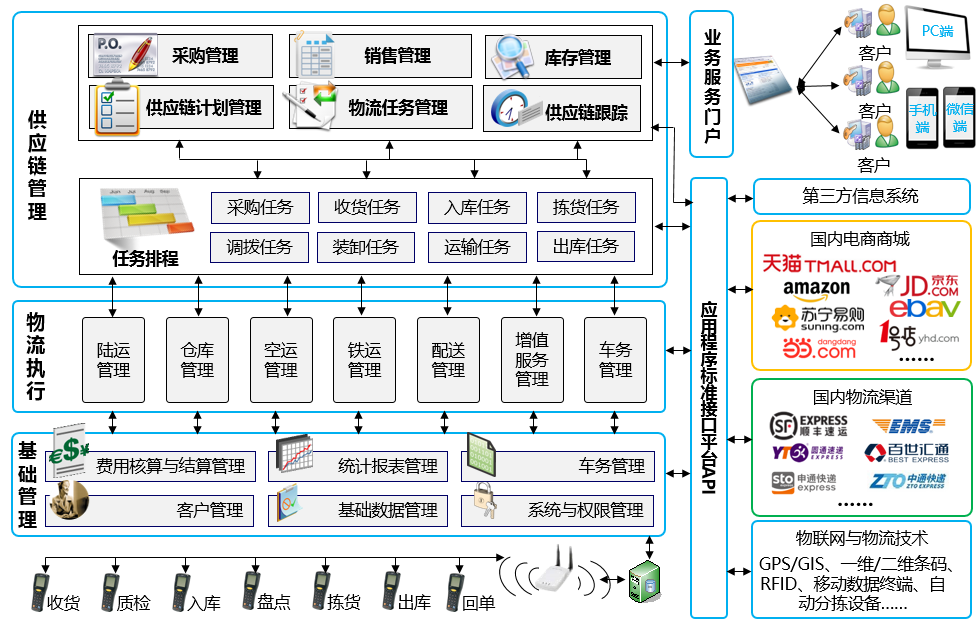 供应链管理
P.O.
采购管理
销售管理
库存管理
供应链计划管理
物流任务管理
供应链跟踪
任务排程
采购任务
收货任务
入库任务
拣货任务
调拨任务
装卸任务
运输任务
出库任务
物流执行
陆运
管理
仓库
管理
空运
管理
铁运
管理
配送
管理
增值
服务
管理
车务
管理
基础管理
费用核算与结算管理
统计报表管理
车务管理
客户管理
基础数据管理
系统与权限管理
收货
质检
入库
盘点
拣货
出库
回单
业务服务门户
客户
客户
客户
PC端
手机
端
微信
端
应用程序标准接口平台API
第三方信息系统
国内电商商城
天猫 TMALL.COM
amazon
JD.京东
.COM
苏宁易购
suning.com
ebay
1号店 yhd.com
当当 dangdang
.com
......
国内物流渠道
SF EXPRESS
顺丰速运
EMS
YTO 圆通速递
EXPRESS
百世汇通
BEST EXPRESS
sto 申通快递
express
ZTO 中通快递
ZTO EXPRESS
......
物联网与物流技术
GPS/GIS、一维/二维条码、
RFID、移动数据终端、自
动分拣设备......